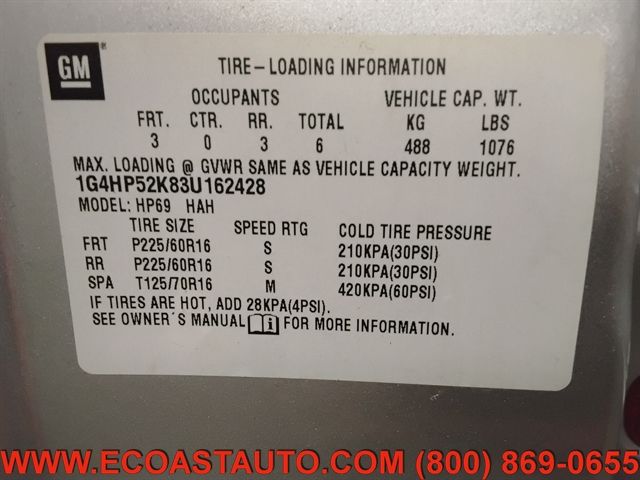 GM
®
TIRE-LOADING INFORMATION
OCCUPANTS VEHICLE CAP. WT.
FRT. CTR. RR. TOTAL KG LBS
3 0 3 6 488 1076
MAX. LOADING @ GVWR SAME AS VEHICLE CAPACITY WEIGHT.
1G4HP52K83U162428
MODEL: HP69 HAH
TIRE SIZE SPEED RTG COLD TIRE PRESSURE
FRT P225/60R16 S 210KPA(30PSI)
RR P225/60R16 S 210KPA(30PSI)
SPA T125/70R16 M 420KPA(60PSI)
IF TIRES ARE HOT, ADD 28KPA(4PSI).
SEE OWNER´S MANUAL i FOR MORE INFORMATION.
WWW.ECOASTAUTO.COM (800) 869-0655